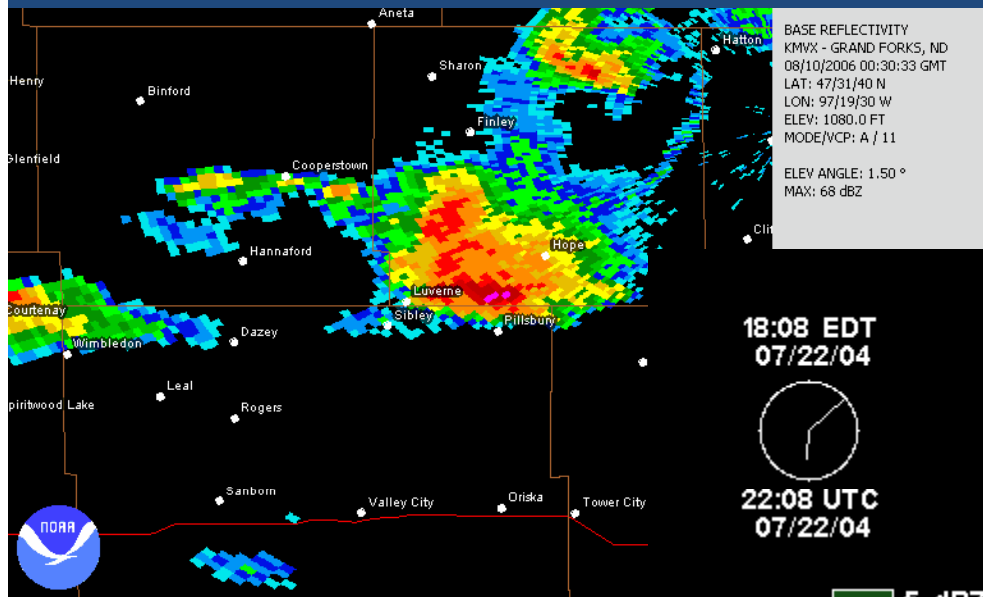 Aneta
BASE REFLECTIVITY
KMVX - GRAND FORKS, ND
08/10/2006 00:30:33 GMT
LAT: 47/31/40 N
LON: 97/19/30 W
ELEV: 1080.0 FT
MODE/VCP: A / 11
ELEV ANGLE: 1.50 °
MAX: 68 dBZ
Hatton
Sharon
Henry
Binford
Finley
Glenfield
Cooperstown
Hannaford
Hope
Luverne
Courtenay
Sibley
Pillsbury
Dazey
Wimbledon
Leal
piritwood Lake
Rogers
18:08 EDT
07/22/04
22:08 UTC
07/22/04
Sanborn
Valley City
Oriska
Tower City
NOAA